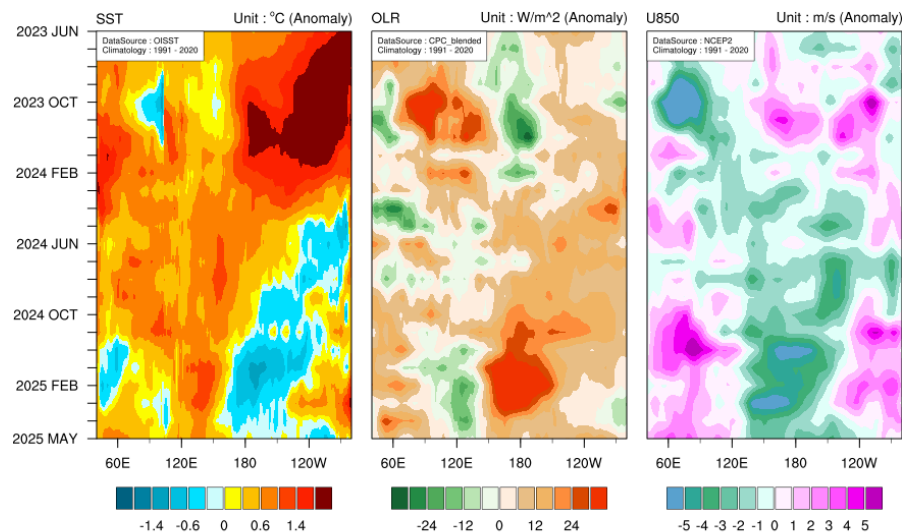 SST Unit : °C (Anomaly)
DataSource : OISST
Climatology : 1991 - 2020
2023 JUN
2023 OCT
2024 FEB
2024 JUN
2024 OCT
2025 FEB
2025 MAY
60E 120E 180 120W
-1.4 -0.6 0 0.6 1.4
OLR Unit : W/m^2 (Anomaly)
DataSource : CPC_blended
Climatology : 1991 - 2020
60E 120E 180 120W
-24 -12 0 12 24
U850 Unit : m/s (Anomaly)
DataSource : NCEP2
Climatology : 1991 - 2020
60E 120E 180 120W
-5 -4 -2 -1 0 1 2 4 5